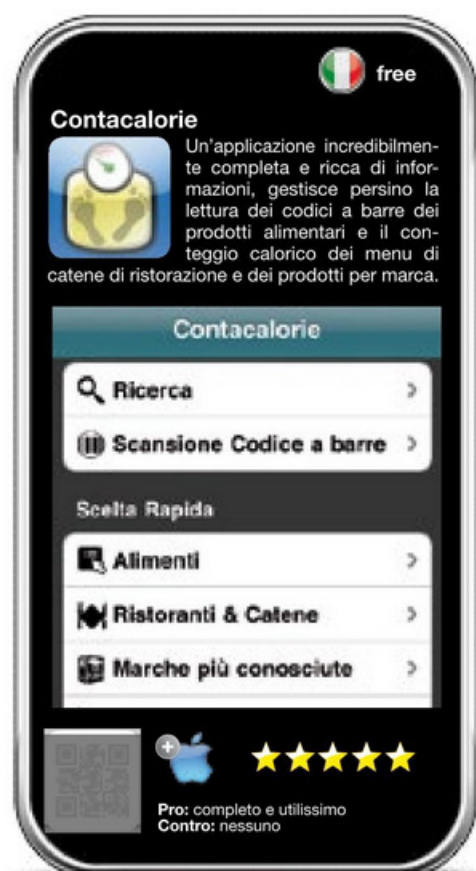 free
Contacalorie
Un'applicazione incredibilmen-
te completa e ricca di infor-
mazioni, gestisce persino la
lettura dei codici a barre dei
prodotti alimentari e il con-
teggio calorico dei menu di
catene di ristorazione e dei prodotti per marca.
Contacalorie
Ricerca
Scansione Codice a barre
Scelta Rapida
Alimenti
Ristoranti & Catene
Marche più conosciute
Pro: completo e utilissimo
Contro: nessuno